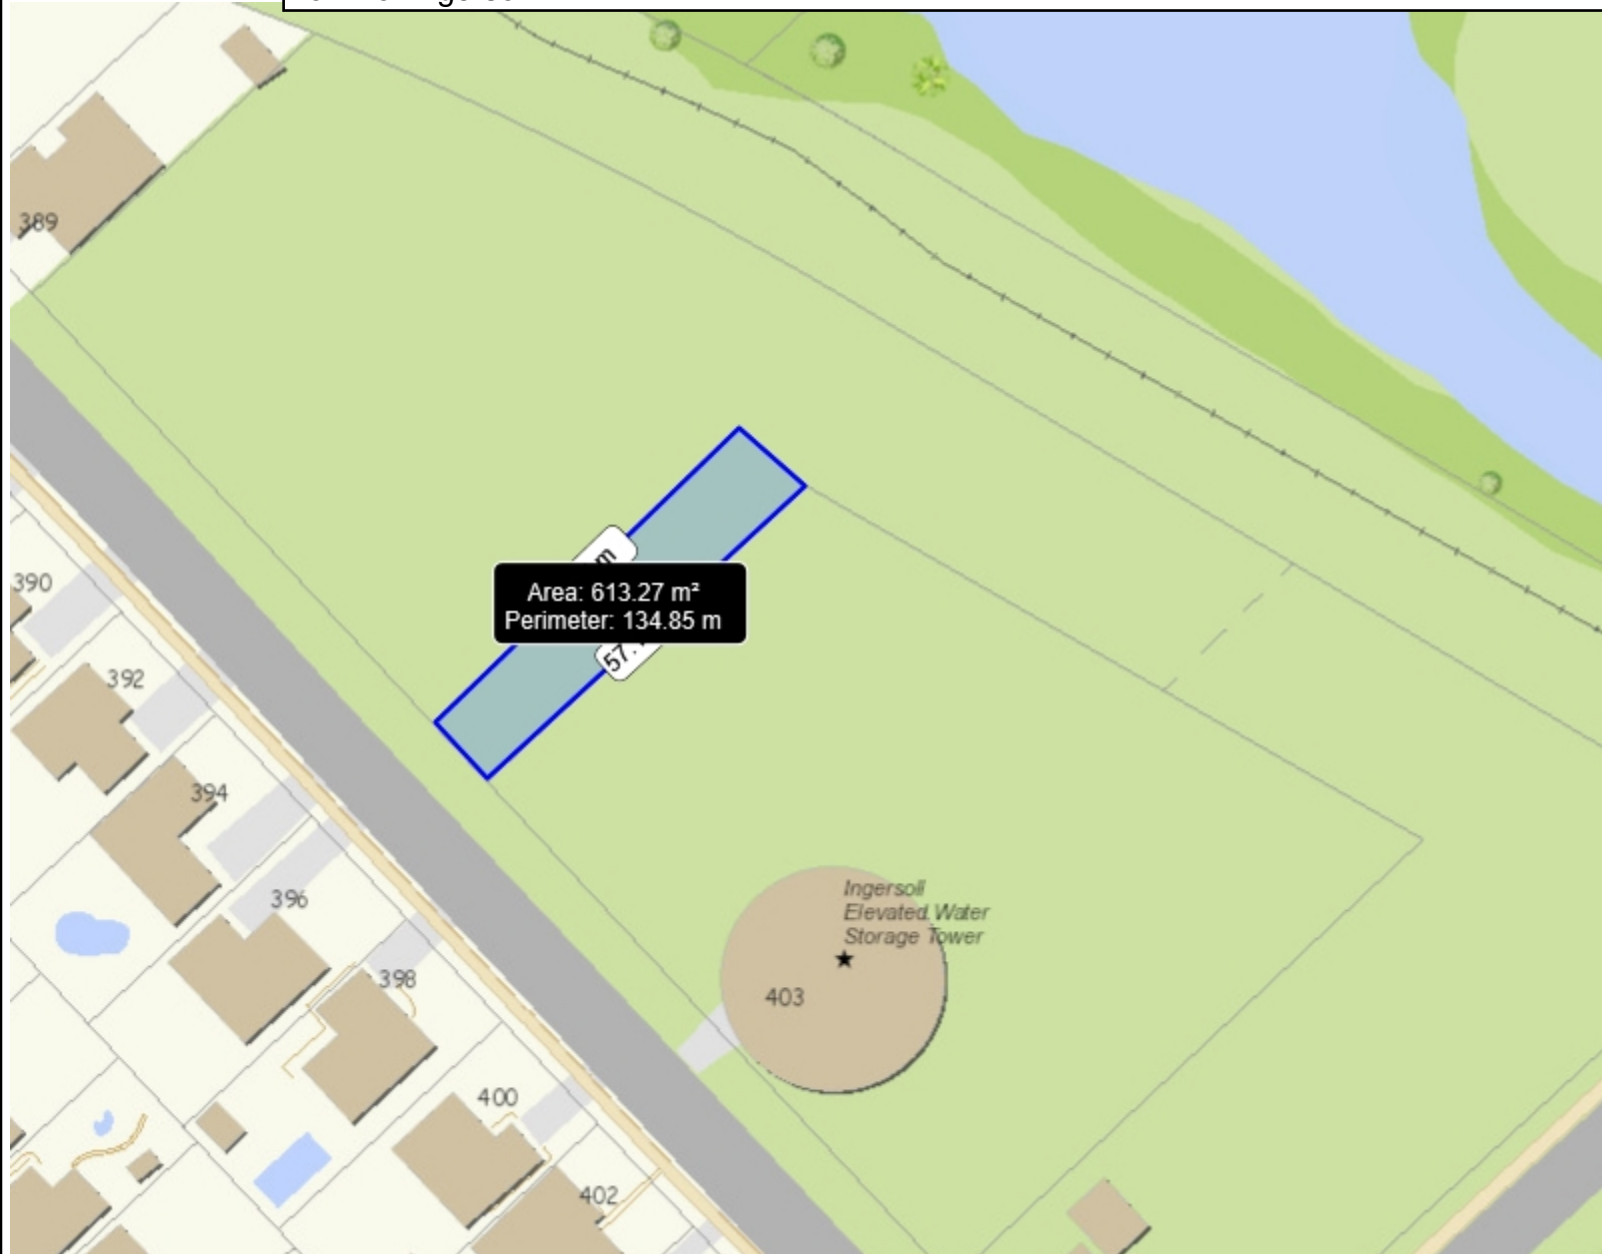 389
m
Area: 613.27 m²
Perimeter: 134.85 m
57.
390
392
394
396
398
Ingersoll
Elevated Water
Storage Tower
403
400
402